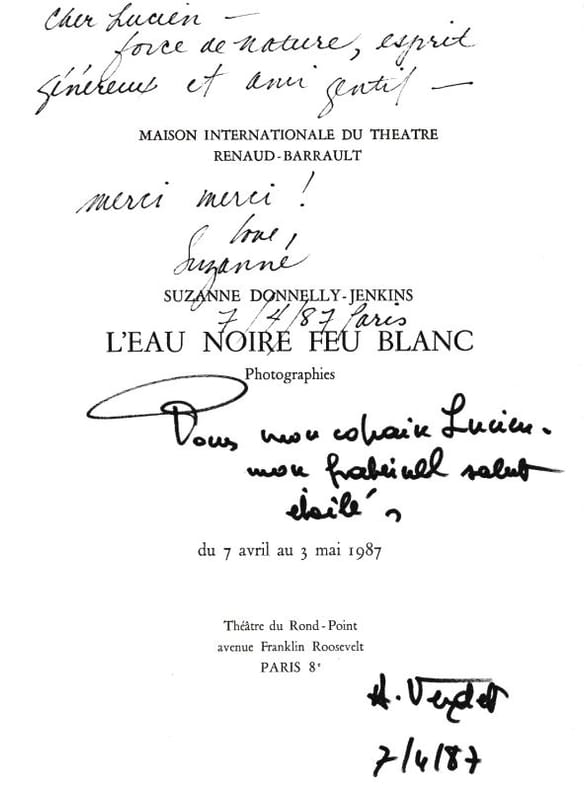 Cher Lucien —
force de nature, esprit
généreux et ami gentil —
MAISON INTERNATIONALE DU THEATRE
RENAUD-BARRAULT
merci merci !
love,
Suzanne
SUZANNE DONNELLY-JENKINS
7/4/87 Paris
L'EAU NOIRE FEU BLANC
Photographies
Pour mon copain Lucien.
mon fraternel salut
étoilé,
du 7 avril au 3 mai 1987
Théâtre du Rond-Point
avenue Franklin Roosevelt
PARIS 8e
A. Verdet
7/4/87